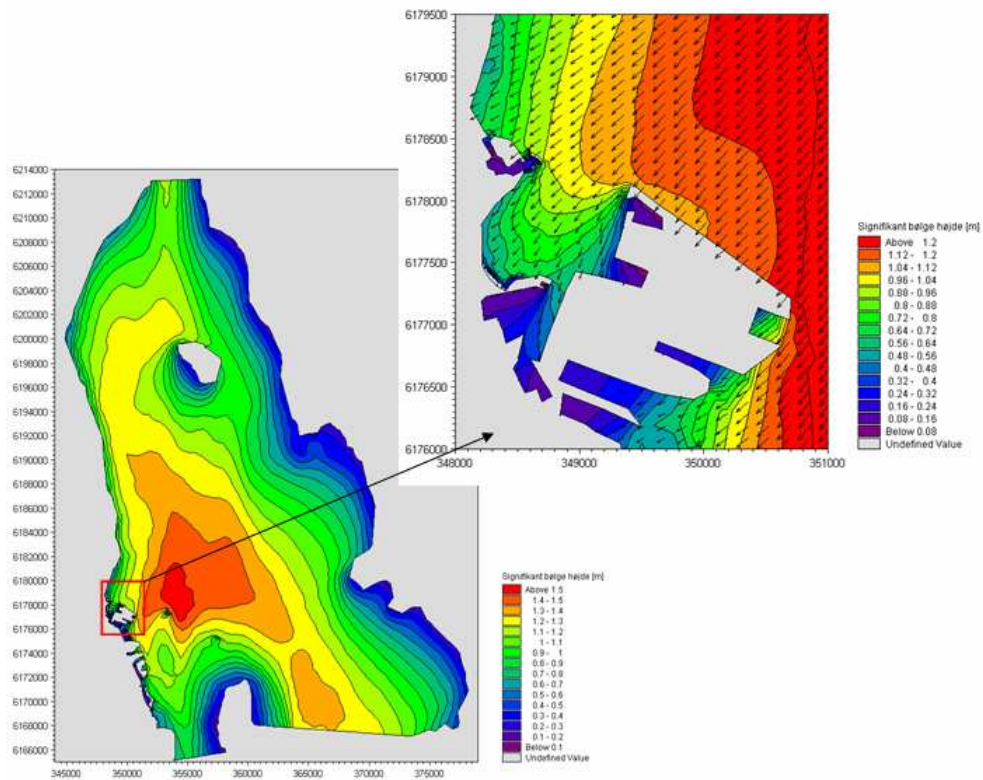 6179500
6179000
6178500
6178000
6177500
6177000
6176500
6176000
348000
349000
350000
351000
Signifikant bølge højde [m]
Above 1.2
1.12 - 1.2
1.04 - 1.12
0.96 - 1.04
0.88 - 0.96
0.8 - 0.88
0.72 - 0.8
0.64 - 0.72
0.56 - 0.64
0.48 - 0.56
0.4 - 0.48
0.32 - 0.4
0.24 - 0.32
0.16 - 0.24
0.08 - 0.16
Below 0.08
Undefined Value
6214000
6212000
6210000
6208000
6206000
6204000
6202000
6200000
6198000
6196000
6194000
6192000
6190000
6188000
6186000
6184000
6182000
6180000
6178000
6176000
6174000
6172000
6170000
6168000
6166000
345000
350000
355000
360000
365000
370000
375000
Signifikant bølge højde [m]
Above 1.5
1.4 - 1.5
1.3 - 1.4
1.2 - 1.3
1.1 - 1.2
1 - 1.1
0.9 - 1
0.8 - 0.9
0.7 - 0.8
0.6 - 0.7
0.5 - 0.6
0.4 - 0.5
0.3 - 0.4
0.2 - 0.3
0.1 - 0.2
Below 0.1
Undefined Value